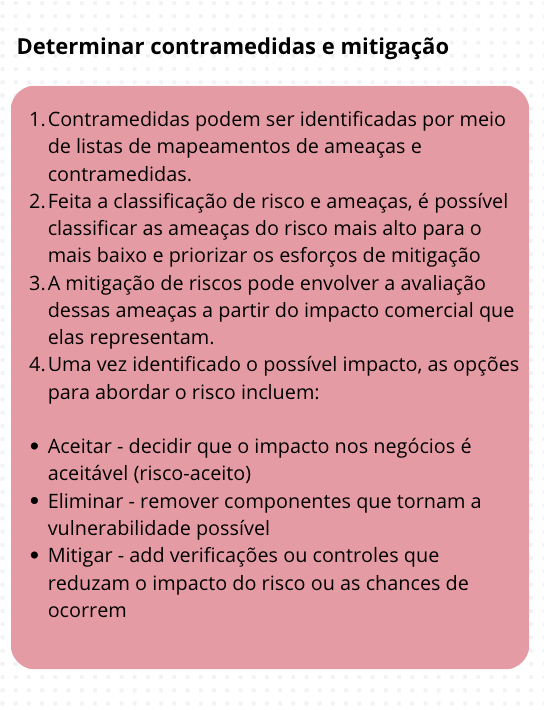 Determinar contramedidas e mitigação
1. Contramedidas podem ser identificadas por meio
de listas de mapeamentos de ameaças e
contramedidas.
2. Feita a classificação de risco e ameaças, é possível
classificar as ameaças do risco mais alto para o
mais baixo e priorizar os esforços de mitigação
3. A mitigação de riscos pode envolver a avaliação
dessas ameaças a partir do impacto comercial que
elas representam.
4. Uma vez identificado o possível impacto, as opções
para abordar o risco incluem:
• Aceitar - decidir que o impacto nos negócios é
aceitável (risco-aceito)
• Eliminar - remover componentes que tornam a
vulnerabilidade possível
• Mitigar - add verificações ou controles que
reduzam o impacto do risco ou as chances de
ocorrem